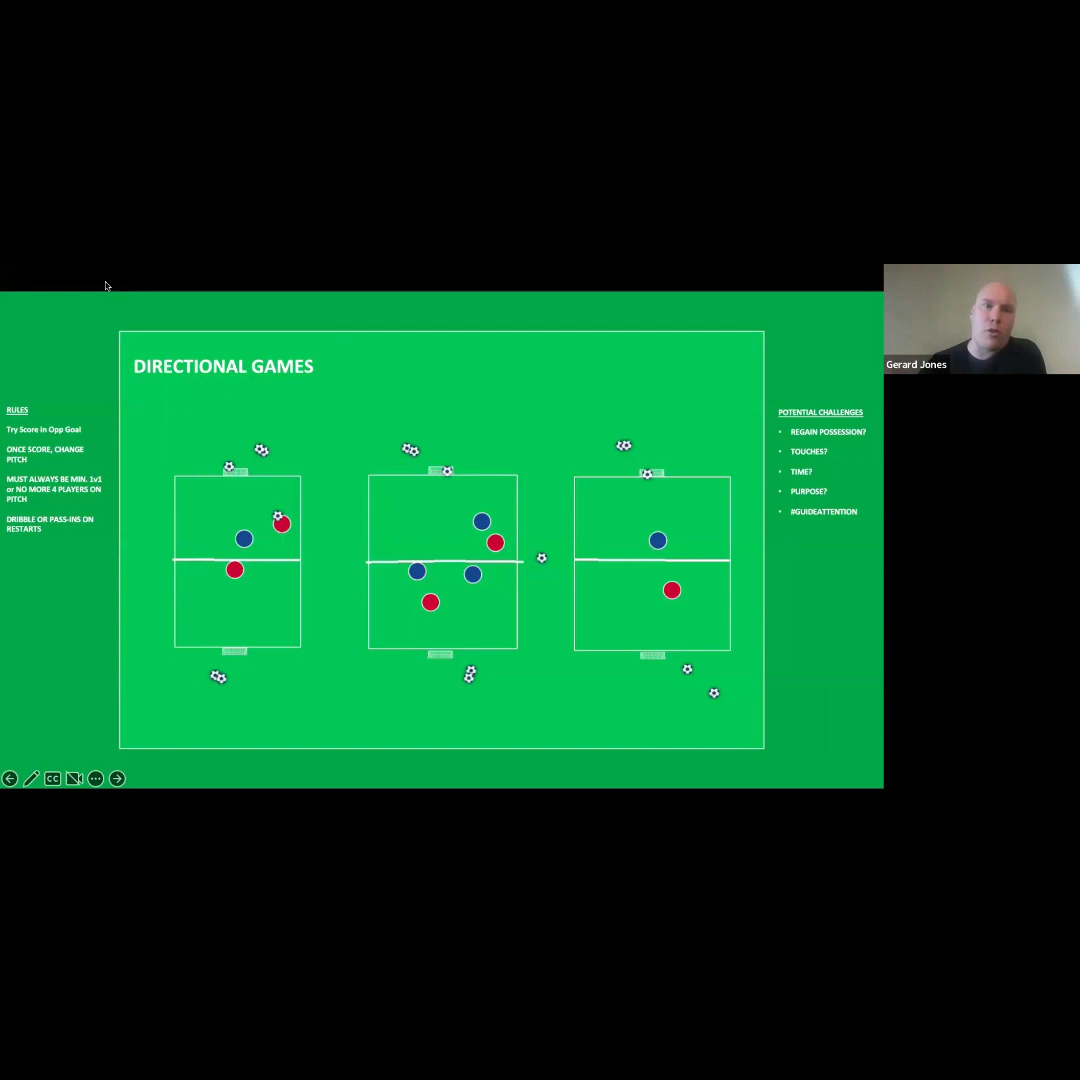 DIRECTIONAL GAMES
RULES
Try Score in Opp Goal
ONCE SCORE, CHANGE
PITCH
MUST ALWAYS BE MIN. 1v1
or NO MORE 4 PLAYERS ON
PITCH
DRIBBLE OR PASS-INS ON
RESTARTS
POTENTIAL CHALLENGES
• REGAIN POSSESSION?
• TOUCHES?
• TIME?
• PURPOSE?
• #GUIDEATTENTION
Gerard Jones
CC